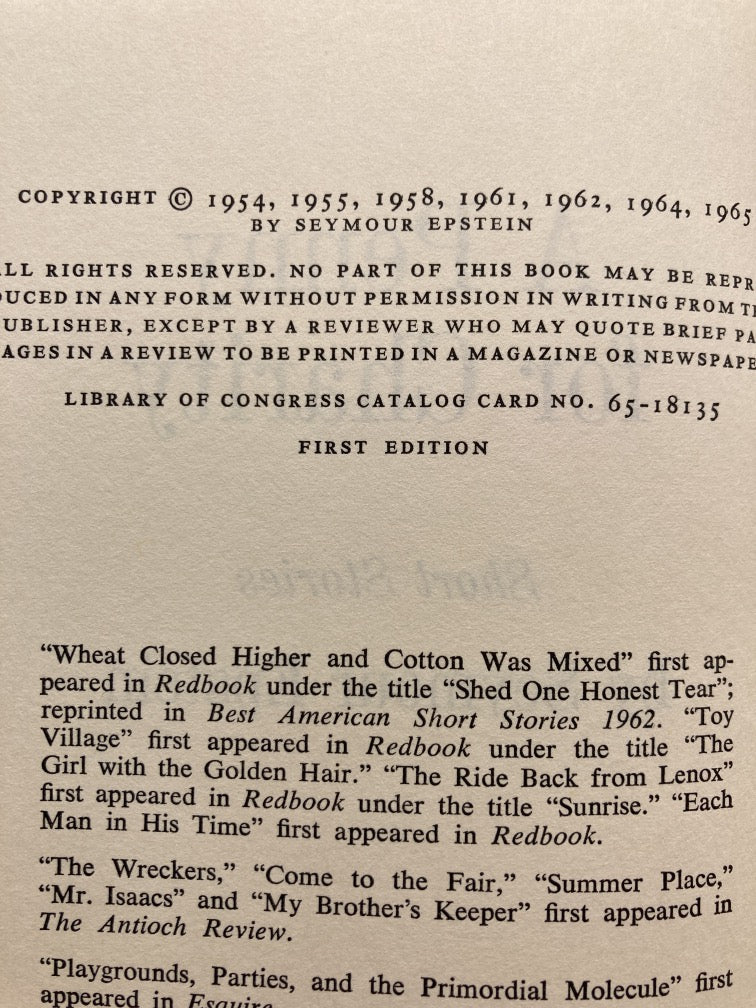 COPYRIGHT © 1954, 1955, 1958, 1961, 1962, 1964, 1965
BY SEYMOUR EPSTEIN
LL RIGHTS RESERVED. NO PART OF THIS BOOK MAY BE REPR
UCED IN ANY FORM WITHOUT PERMISSION IN WRITING FROM T
UBLISHER, EXCEPT BY A REVIEWER WHO MAY QUOTE BRIEF PA
AGES IN A REVIEW TO BE PRINTED IN A MAGAZINE OR NEWSPAPE
LIBRARY OF CONGRESS CATALOG CARD NO. 65-18135
FIRST EDITION
Short Stories
“Wheat Closed Higher and Cotton Was Mixed” first ap-
peared in Redbook under the title “Shed One Honest Tear”;
reprinted in Best American Short Stories 1962. “Toy
Village” first appeared in Redbook under the title “The
Girl with the Golden Hair.” “The Ride Back from Lenox”
first appeared in Redbook under the title “Sunrise.” “Each
Man in His Time” first appeared in Redbook.
“The Wreckers,” “Come to the Fair,” “Summer Place,”
“Mr. Isaacs” and “My Brother’s Keeper” first appeared in
The Antioch Review.
“Playgrounds, Parties, and the Primordial Molecule” first
appeared in Esquire.